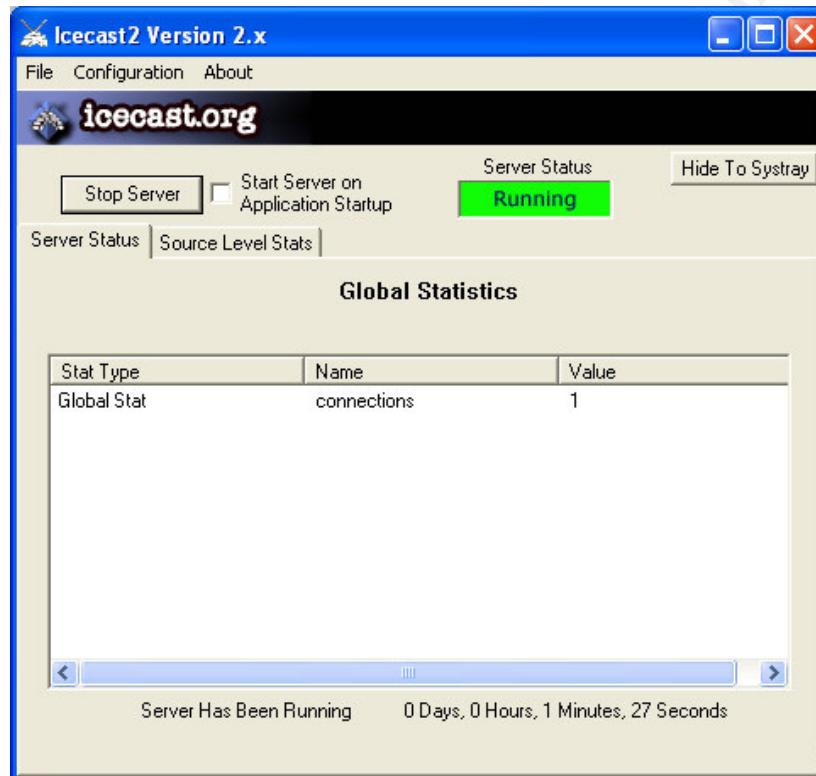 Icecast2 Version 2.x
File Configuration About
icecast.org
Stop Server
Start Server on
Application Startup
Server Status
Running
Hide To Systray
Server Status
Source Level Stats
Global Statistics
Stat Type Name Value
Global Stat connections 1
Server Has Been Running 0 Days, 0 Hours, 1 Minutes, 27 Seconds